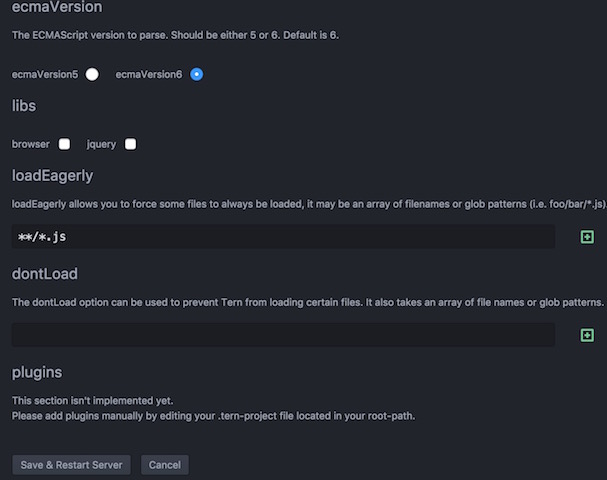 ecmaVersion
The ECMAScript version to parse. Should be either 5 or 6. Default is 6.
ecmaVersion5 ecmaVersion6
libs
browser jquery
loadEagerly
loadEagerly allows you to force some files to always be loaded, it may be an array of filenames or glob patterns (i.e. foo/bar/*.js).
**/*.js
dontLoad
The dontLoad option can be used to prevent Tern from loading certain files. It also takes an array of file names or glob patterns.
plugins
This section isn't implemented yet.
Please add plugins manually by editing your .tern-project file located in your root-path.
Save & Restart Server Cancel